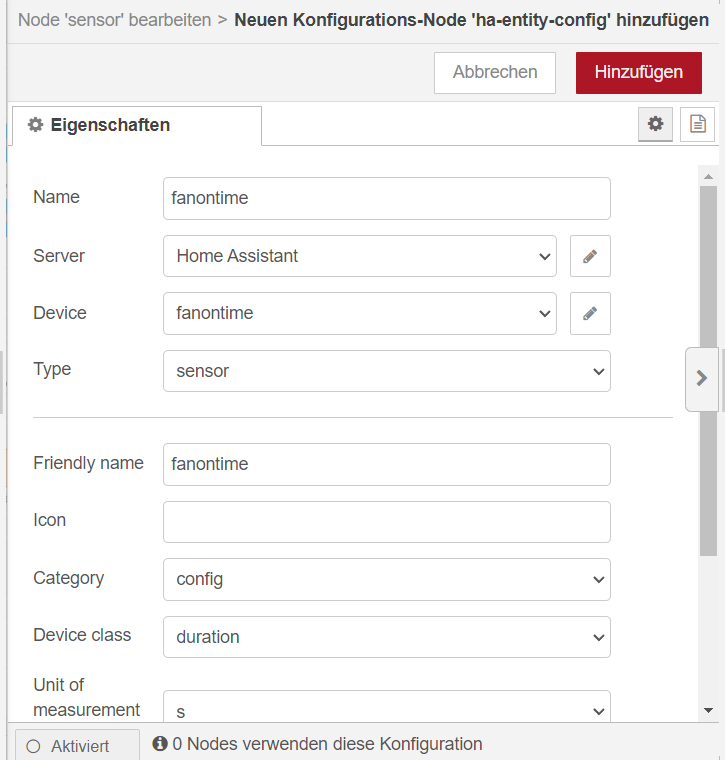 Node 'sensor' bearbeiten > Neuen Konfigurations-Node 'ha-entity-config' hinzufügen
Abbrechen
Hinzufügen
Eigenschaften
Name
fanontime
Server
Home Assistant
Device
fanontime
Type
sensor
Friendly name
fanontime
Icon
Category
config
Device class
duration
Unit of
measurement
s
Aktiviert
0 Nodes verwenden diese Konfiguration